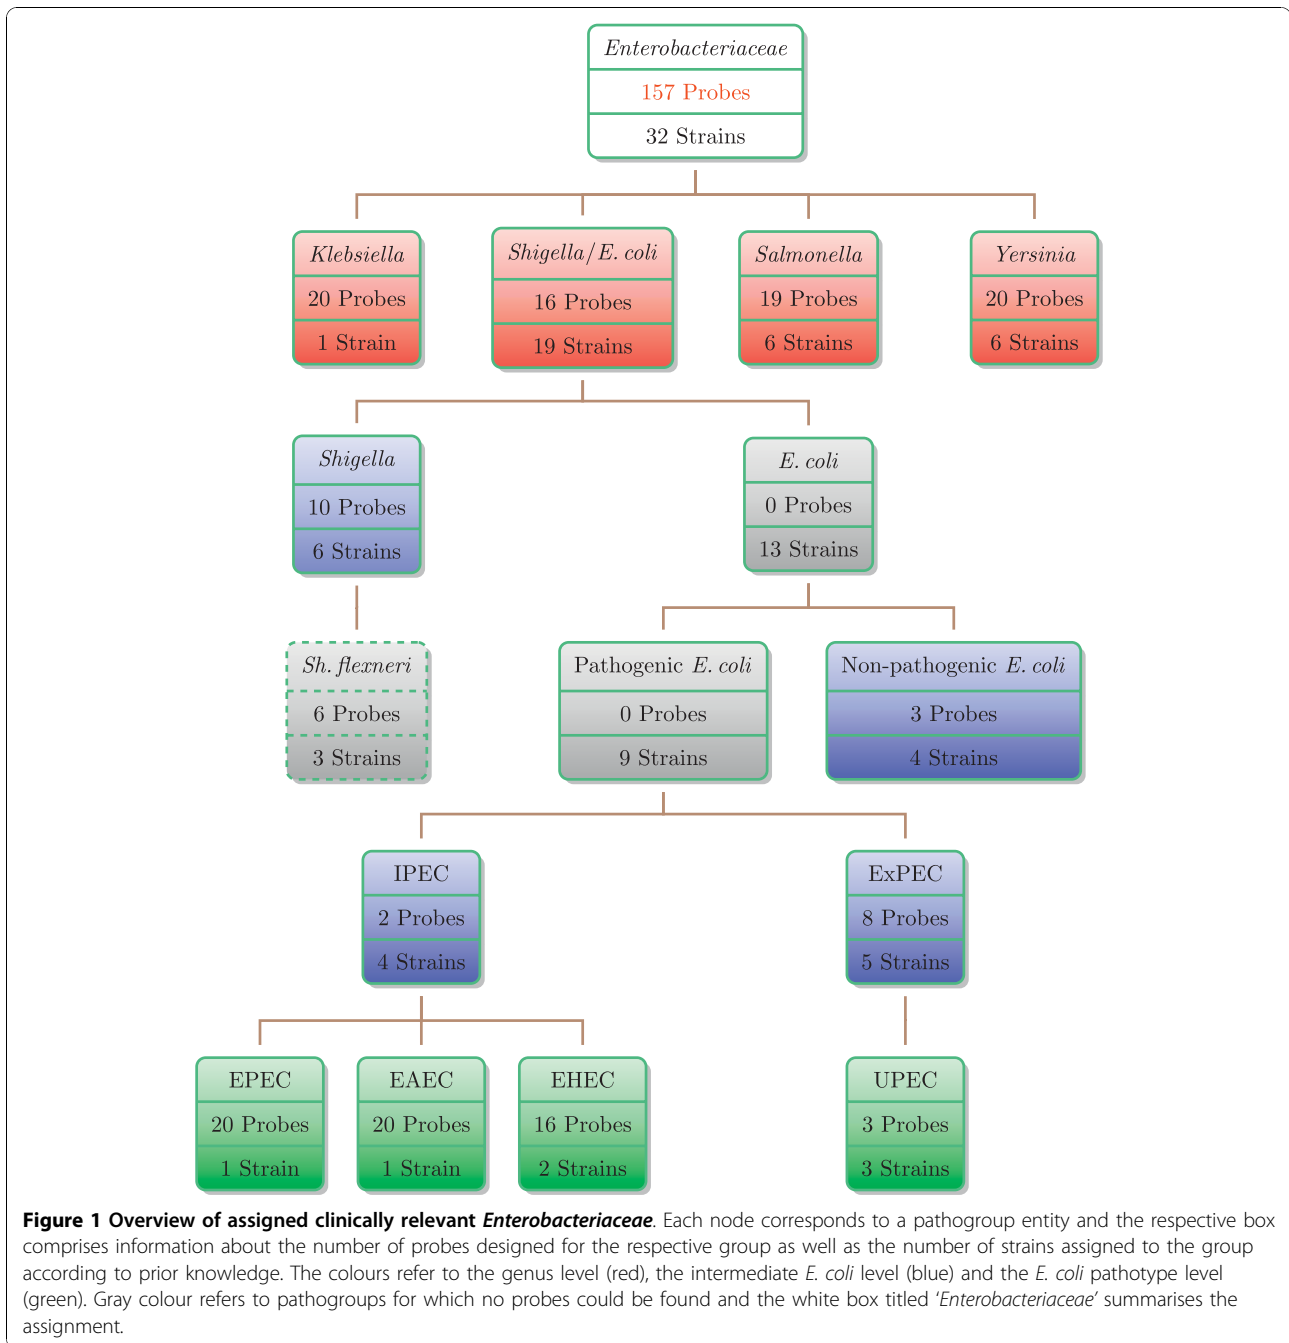 Enterobacteriaceae
157 Probes
32 Strains
Klebsiella
20 Probes
1 Strain
Shigella/E. coli
16 Probes
19 Strains
Salmonella
19 Probes
6 Strains
Yersinia
20 Probes
6 Strains
Shigella
10 Probes
6 Strains
E. coli
0 Probes
13 Strains
Sh. flexneri
6 Probes
3 Strains
Pathogenic E. coli
0 Probes
9 Strains
Non-pathogenic E. coli
3 Probes
4 Strains
IPEC
2 Probes
4 Strains
ExPEC
8 Probes
5 Strains
EPEC
20 Probes
1 Strain
EAEC
20 Probes
1 Strain
EHEC
16 Probes
2 Strains
UPEC
3 Probes
3 Strains
Figure 1 Overview of assigned clinically relevant Enterobacteriaceae. Each node corresponds to a pathogroup entity and the respective box
comprises information about the number of probes designed for the respective group as well as the number of strains assigned to the group
according to prior knowledge. The colours refer to the genus level (red), the intermediate E. coli level (blue) and the E. coli pathotype level
(green). Gray colour refers to pathogroups for which no probes could be found and the white box titled 'Enterobacteriaceae' summarises the
assignment.